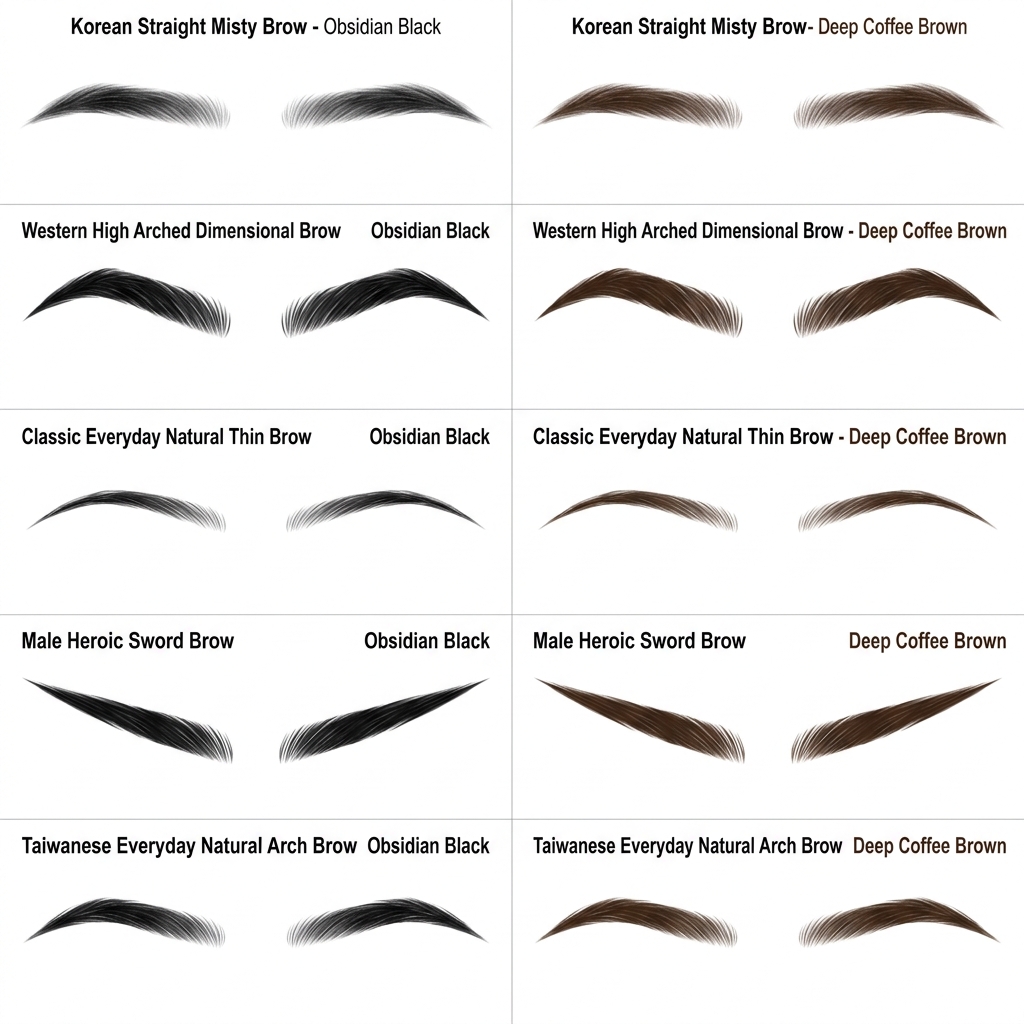 Korean Straight Misty Brow - Obsidian Black
Korean Straight Misty Brow- Deep Coffee Brown
Western High Arched Dimensional Brow Obsidian Black
Western High Arched Dimensional Brow - Deep Coffee Brown
Classic Everyday Natural Thin Brow Obsidian Black
Classic Everyday Natural Thin Brow - Deep Coffee Brown
Male Heroic Sword Brow Obsidian Black
Male Heroic Sword Brow Deep Coffee Brown
Taiwanese Everyday Natural Arch Brow Obsidian Black
Taiwanese Everyday Natural Arch Brow Deep Coffee Brown